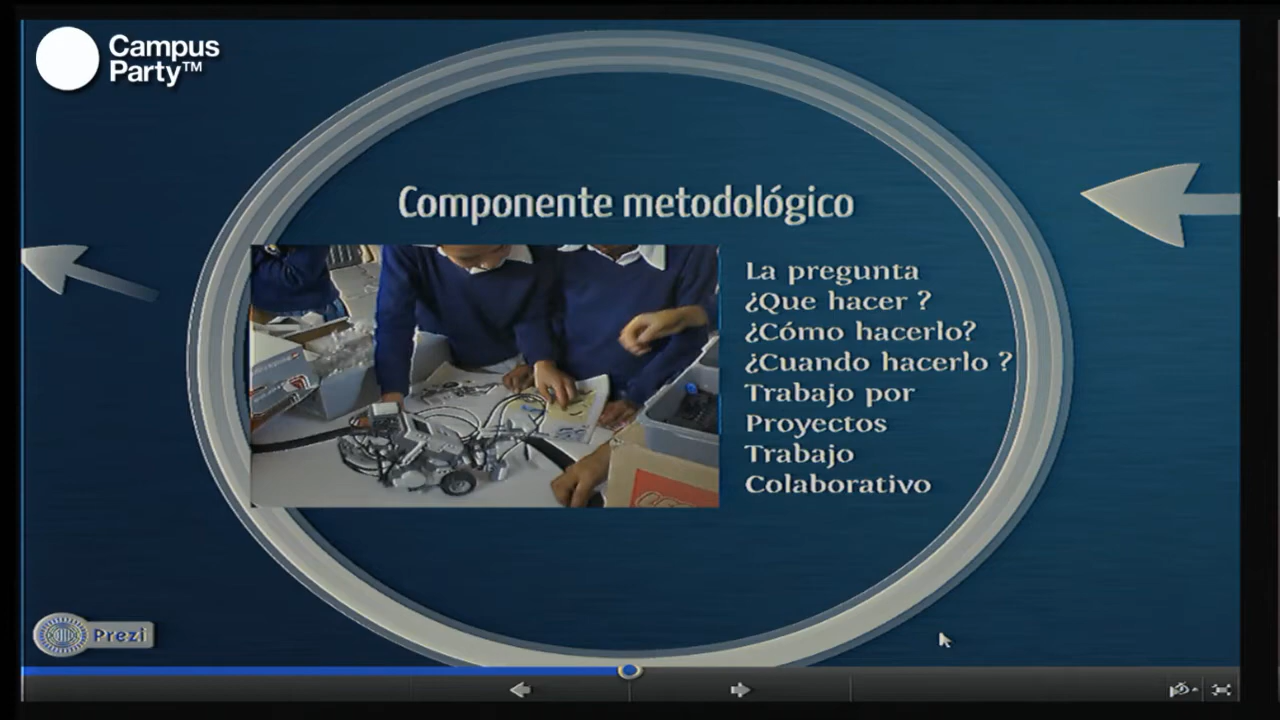 Campus
Party™
Componente metodológico
La pregunta
¿Que hacer ?
¿Cómo hacerlo?
¿Cuando hacerlo ?
Trabajo por
Proyectos
Trabajo
Colaborativo
Prezi